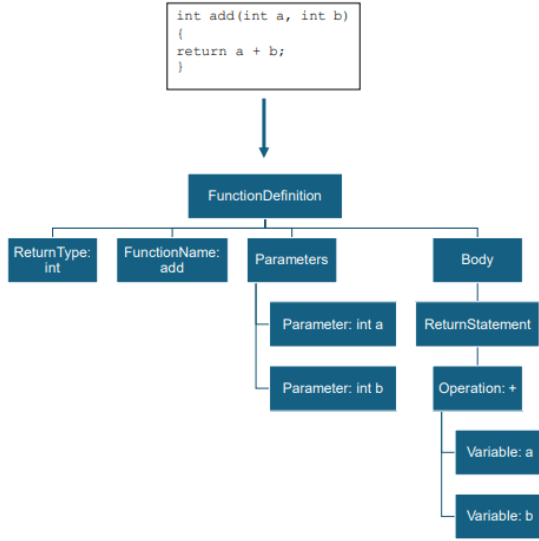 int add(int a, int b)
{
return a + b;
}
FunctionDefinition
ReturnType:
int
FunctionName:
add
Parameters
Body
Parameter: int a
ReturnStatement
Parameter: int b
Operation: +
Variable: a
Variable: b